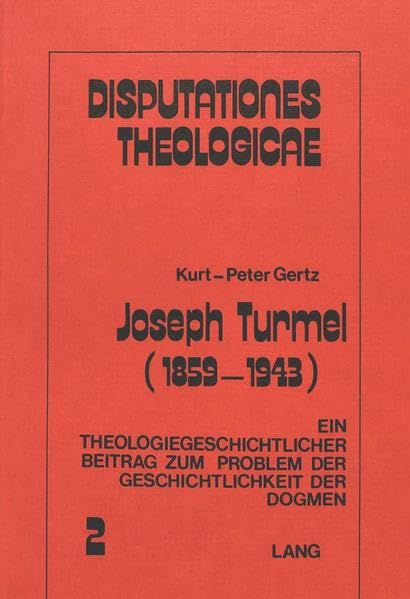 DISPUTATIONES
THEOLOGICAE
Kurt-Peter Gertz
Joseph Turmel
(1859-1943)
EIN
THEOLOGIEGESCHICHTLICHER
BEITRAG ZUM PROBLEM DER
GESCHICHTLICHKEIT DER
DOGMEN
2 LANG